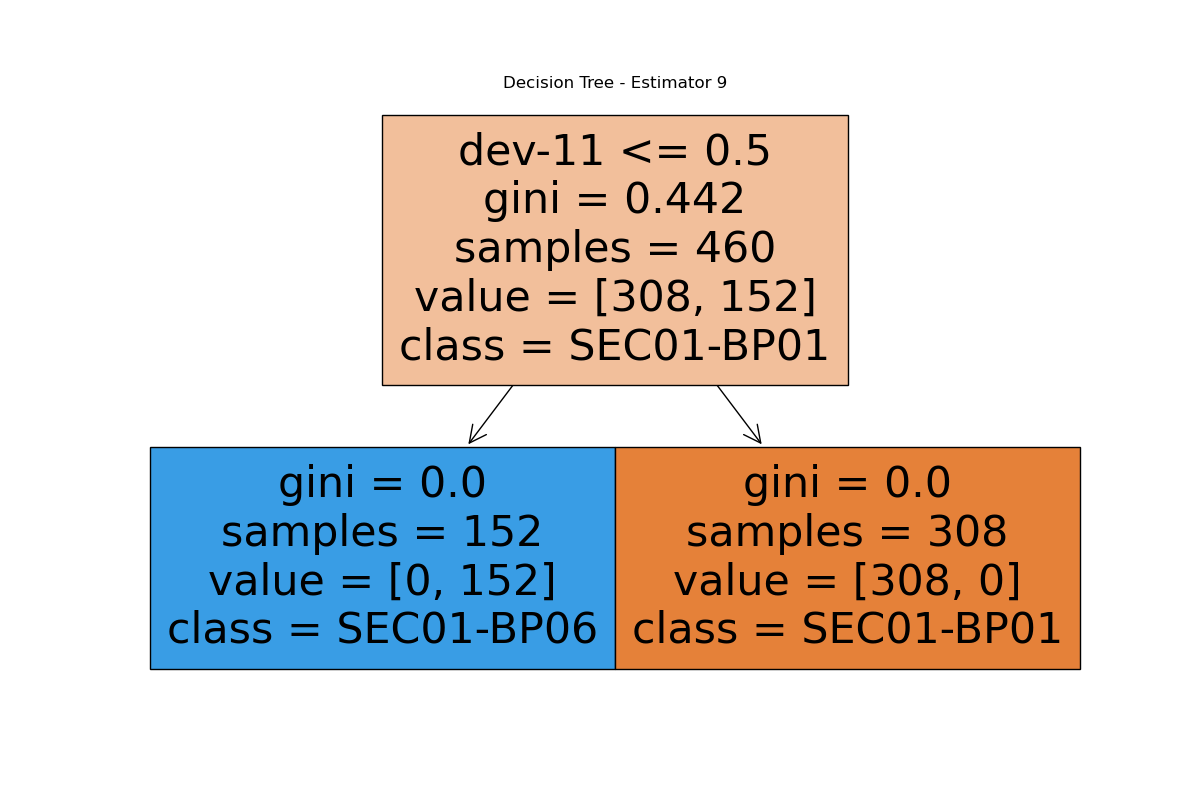 Decision Tree - Estimator 9
dev-11 <= 0.5
gini = 0.442
samples = 460
value = [308, 152]
class = SEC01-BP01
gini = 0.0
samples = 152
value = [0, 152]
class = SEC01-BP06
gini = 0.0
samples = 308
value = [308, 0]
class = SEC01-BP01